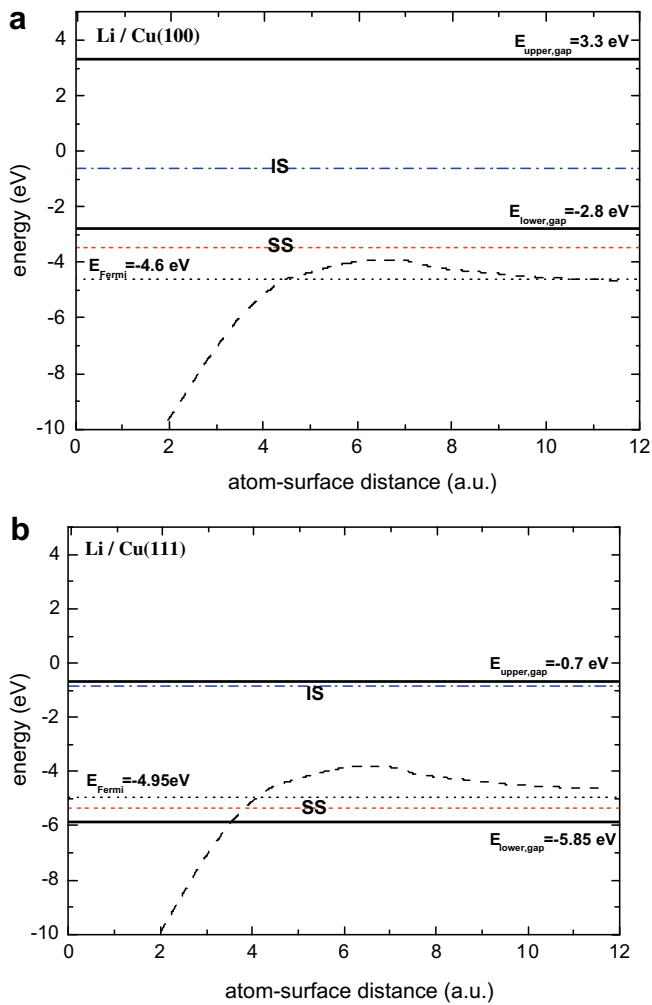 a
Li / Cu(100)
E_upper,gap=3.3 eV
IS
E_lower,gap=-2.8 eV
SS
E_Fermi=-4.6 eV
4
2
0
-2
-4
-6
-8
-10
energy (eV)
0 2 4 6 8 10 12
atom-surface distance (a.u.)
b
Li / Cu(111)
E_upper,gap=-0.7 eV
IS
E_Fermi=-4.95eV
SS
E_lower,gap=-5.85 eV
4
2
0
-2
-4
-6
-8
-10
energy (eV)
0 2 4 6 8 10 12
atom-surface distance (a.u.)